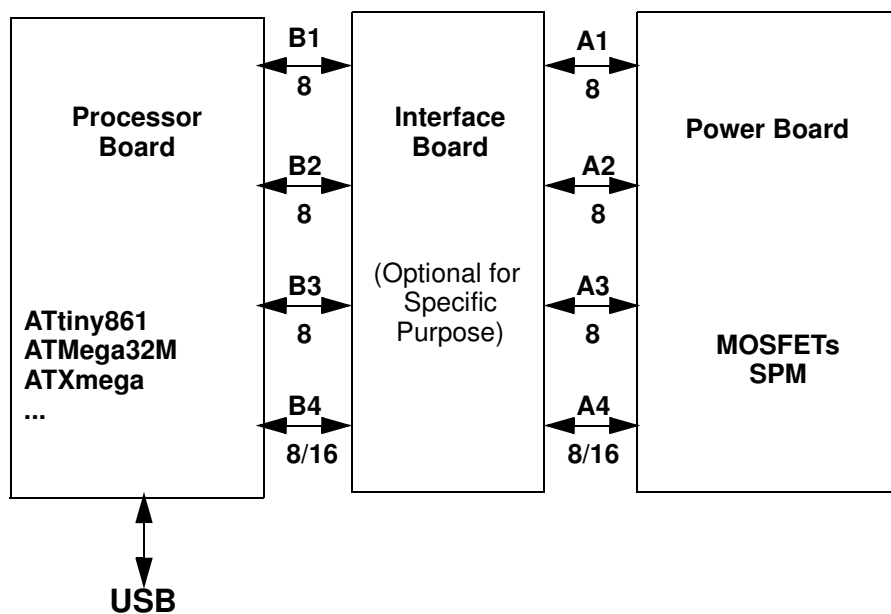 B1
8
A1
8
Processor
Board
Interface
Board
Power Board
B2
8
A2
8
(Optional for
Specific
Purpose)
B3
8
A3
8
ATtiny861
ATMega32M
ATXmega
...
MOSFETs
SPM
B4
8/16
A4
8/16
USB